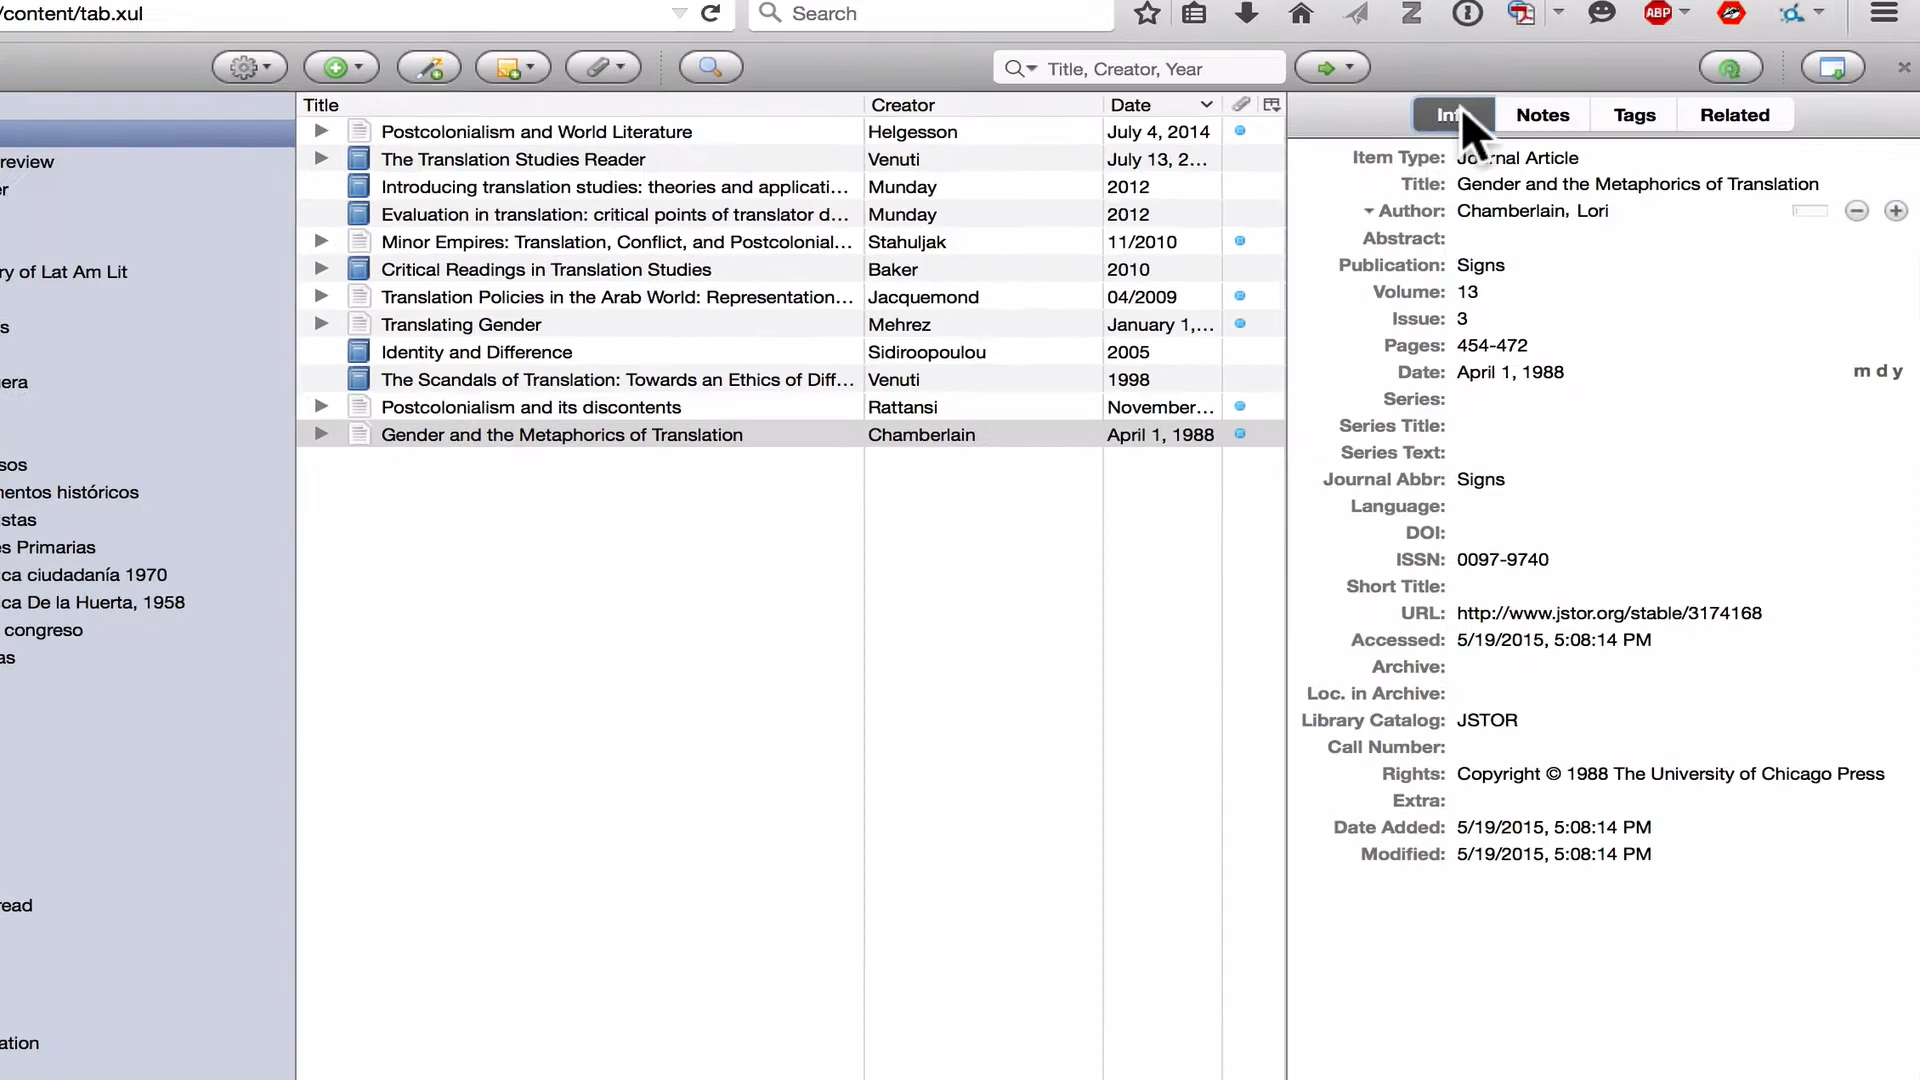 /content/tab.xul
Search
ABP
Title, Creator, Year
Title Creator Date
Postcolonialism and World Literature Helgesson July 4, 2014
The Translation Studies Reader Venuti July 13, 2...
Introducing translation studies: theories and applicati... Munday 2012
Evaluation in translation: critical points of translator d... Munday 2012
Minor Empires: Translation, Conflict, and Postcolonial... Stahuljak 11/2010
Critical Readings in Translation Studies Baker 2010
Translation Policies in the Arab World: Representation... Jacquemond 04/2009
Translating Gender Mehrez January 1,...
Identity and Difference Sidiroopoulou 2005
The Scandals of Translation: Towards an Ethics of Diff... Venuti 1998
Postcolonialism and its discontents Rattansi November...
Gender and the Metaphorics of Translation Chamberlain April 1, 1988
review
er
ry of Lat Am Lit
s
uera
sos
mentos históricos
stas
es Primarias
ica ciudadanía 1970
ica De la Huerta, 1958
congreso
as
read
ation
Notes Tags Related
Item Type: Journal Article
Title: Gender and the Metaphorics of Translation
Author: Chamberlain, Lori
Abstract:
Publication: Signs
Volume: 13
Issue: 3
Pages: 454-472
Date: April 1, 1988 m d y
Series:
Series Title:
Series Text:
Journal Abbr: Signs
Language:
DOI:
ISSN: 0097-9740
Short Title:
URL: http://www.jstor.org/stable/3174168
Accessed: 5/19/2015, 5:08:14 PM
Archive:
Loc. in Archive:
Library Catalog: JSTOR
Call Number:
Rights: Copyright © 1988 The University of Chicago Press
Extra:
Date Added: 5/19/2015, 5:08:14 PM
Modified: 5/19/2015, 5:08:14 PM